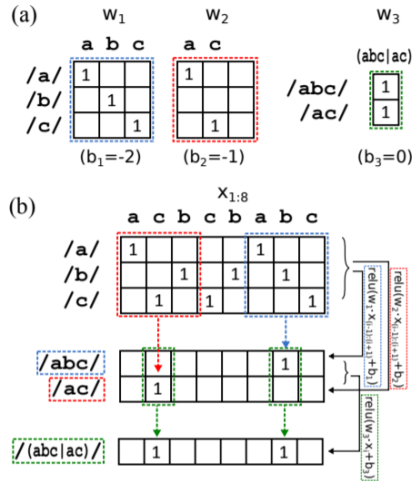 (a) w₁ w₂ w₃
a b c a c (abc|ac)
/a/ 1 1 /abc/ 1
/b/ 1 /ac/ 1
/c/ 1 1
(b₁=-2) (b₂=-1) (b₃=0)
(b) x₁:₈
a c b c b a b c
/a/ 1 1
/b/ 1 1 1
/c/ 1 1 1
/abc/ 1
/ac/ 1
/(abc|ac)/ 1 1
relu(w₁·x₍ᵢ₋₁₎:₍ᵢ₊₁₎+b₁)
relu(w₂·x₍ᵢ₋₁₎:₍ᵢ₊₁₎+b₂)
relu(w₃·xᵢ+b₃)